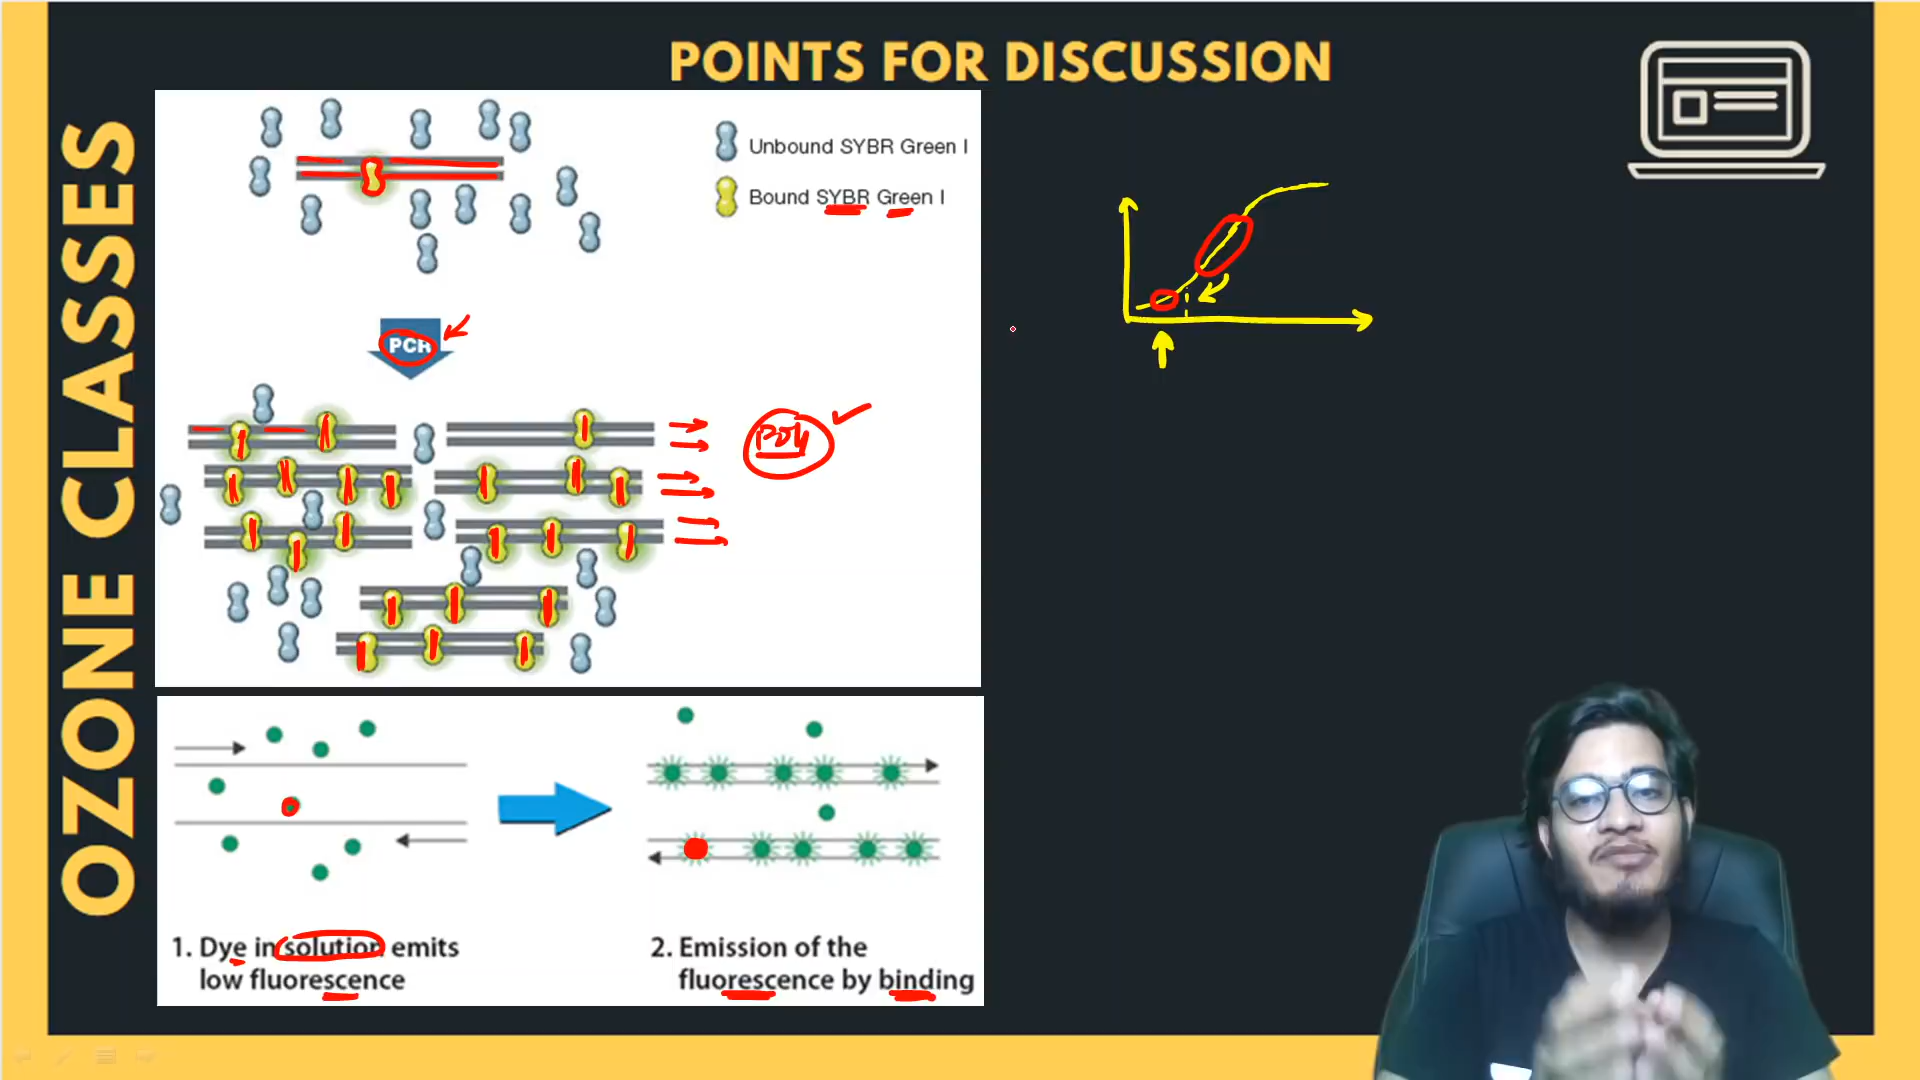 POINTS FOR DISCUSSION
OZONE CLASSES
Unbound SYBR Green I
Bound SYBR Green I
PCR
1. Dye in solution emits
low fluorescence
2. Emission of the
fluorescence by binding